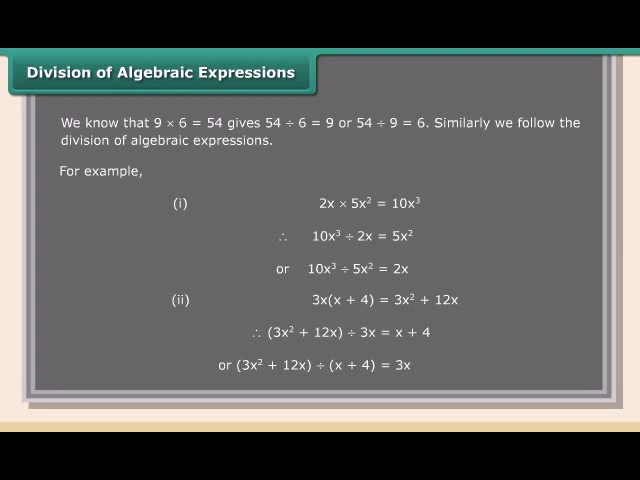 Division of Algebraic Expressions
We know that 9 × 6 = 54 gives 54 ÷ 6 = 9 or 54 ÷ 9 = 6. Similarly we follow the
division of algebraic expressions.
For example,
(i) 2x × 5x² = 10x³
∴ 10x³ ÷ 2x = 5x²
or 10x³ ÷ 5x² = 2x
(ii) 3x(x + 4) = 3x² + 12x
∴ (3x² + 12x) ÷ 3x = x + 4
or (3x² + 12x) ÷ (x + 4) = 3x